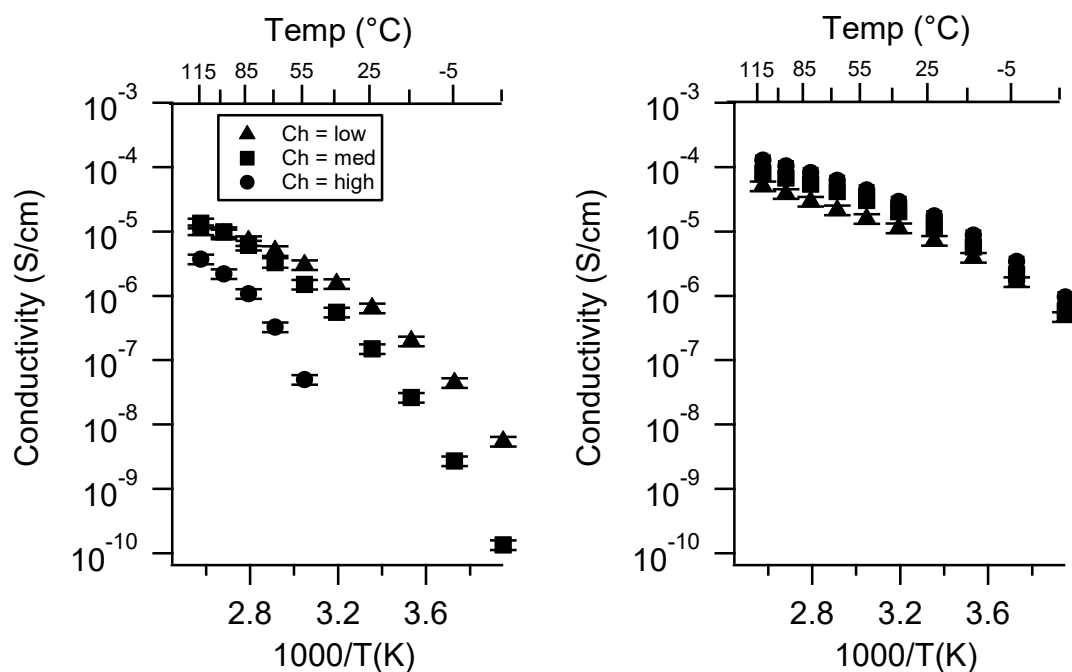 Temp (°C)
115 85 55 25 -5
10-3
10-4
10-5
10-6
10-7
10-8
10-9
10-10
Conductivity (S/cm)
Ch = low
Ch = med
Ch = high
2.8 3.2 3.6
1000/T(K)
Temp (°C)
115 85 55 25 -5
10-3
10-4
10-5
10-6
10-7
10-8
10-9
10-10
Conductivity (S/cm)
2.8 3.2 3.6
1000/T(K)